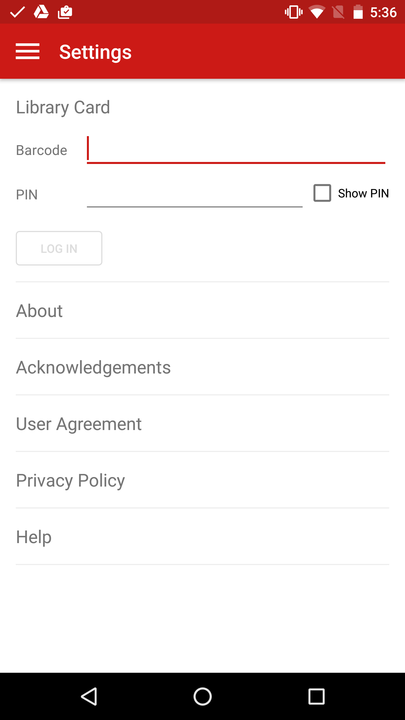 5:36
Settings
Library Card
Barcode
PIN
Show PIN
LOG IN
About
Acknowledgements
User Agreement
Privacy Policy
Help